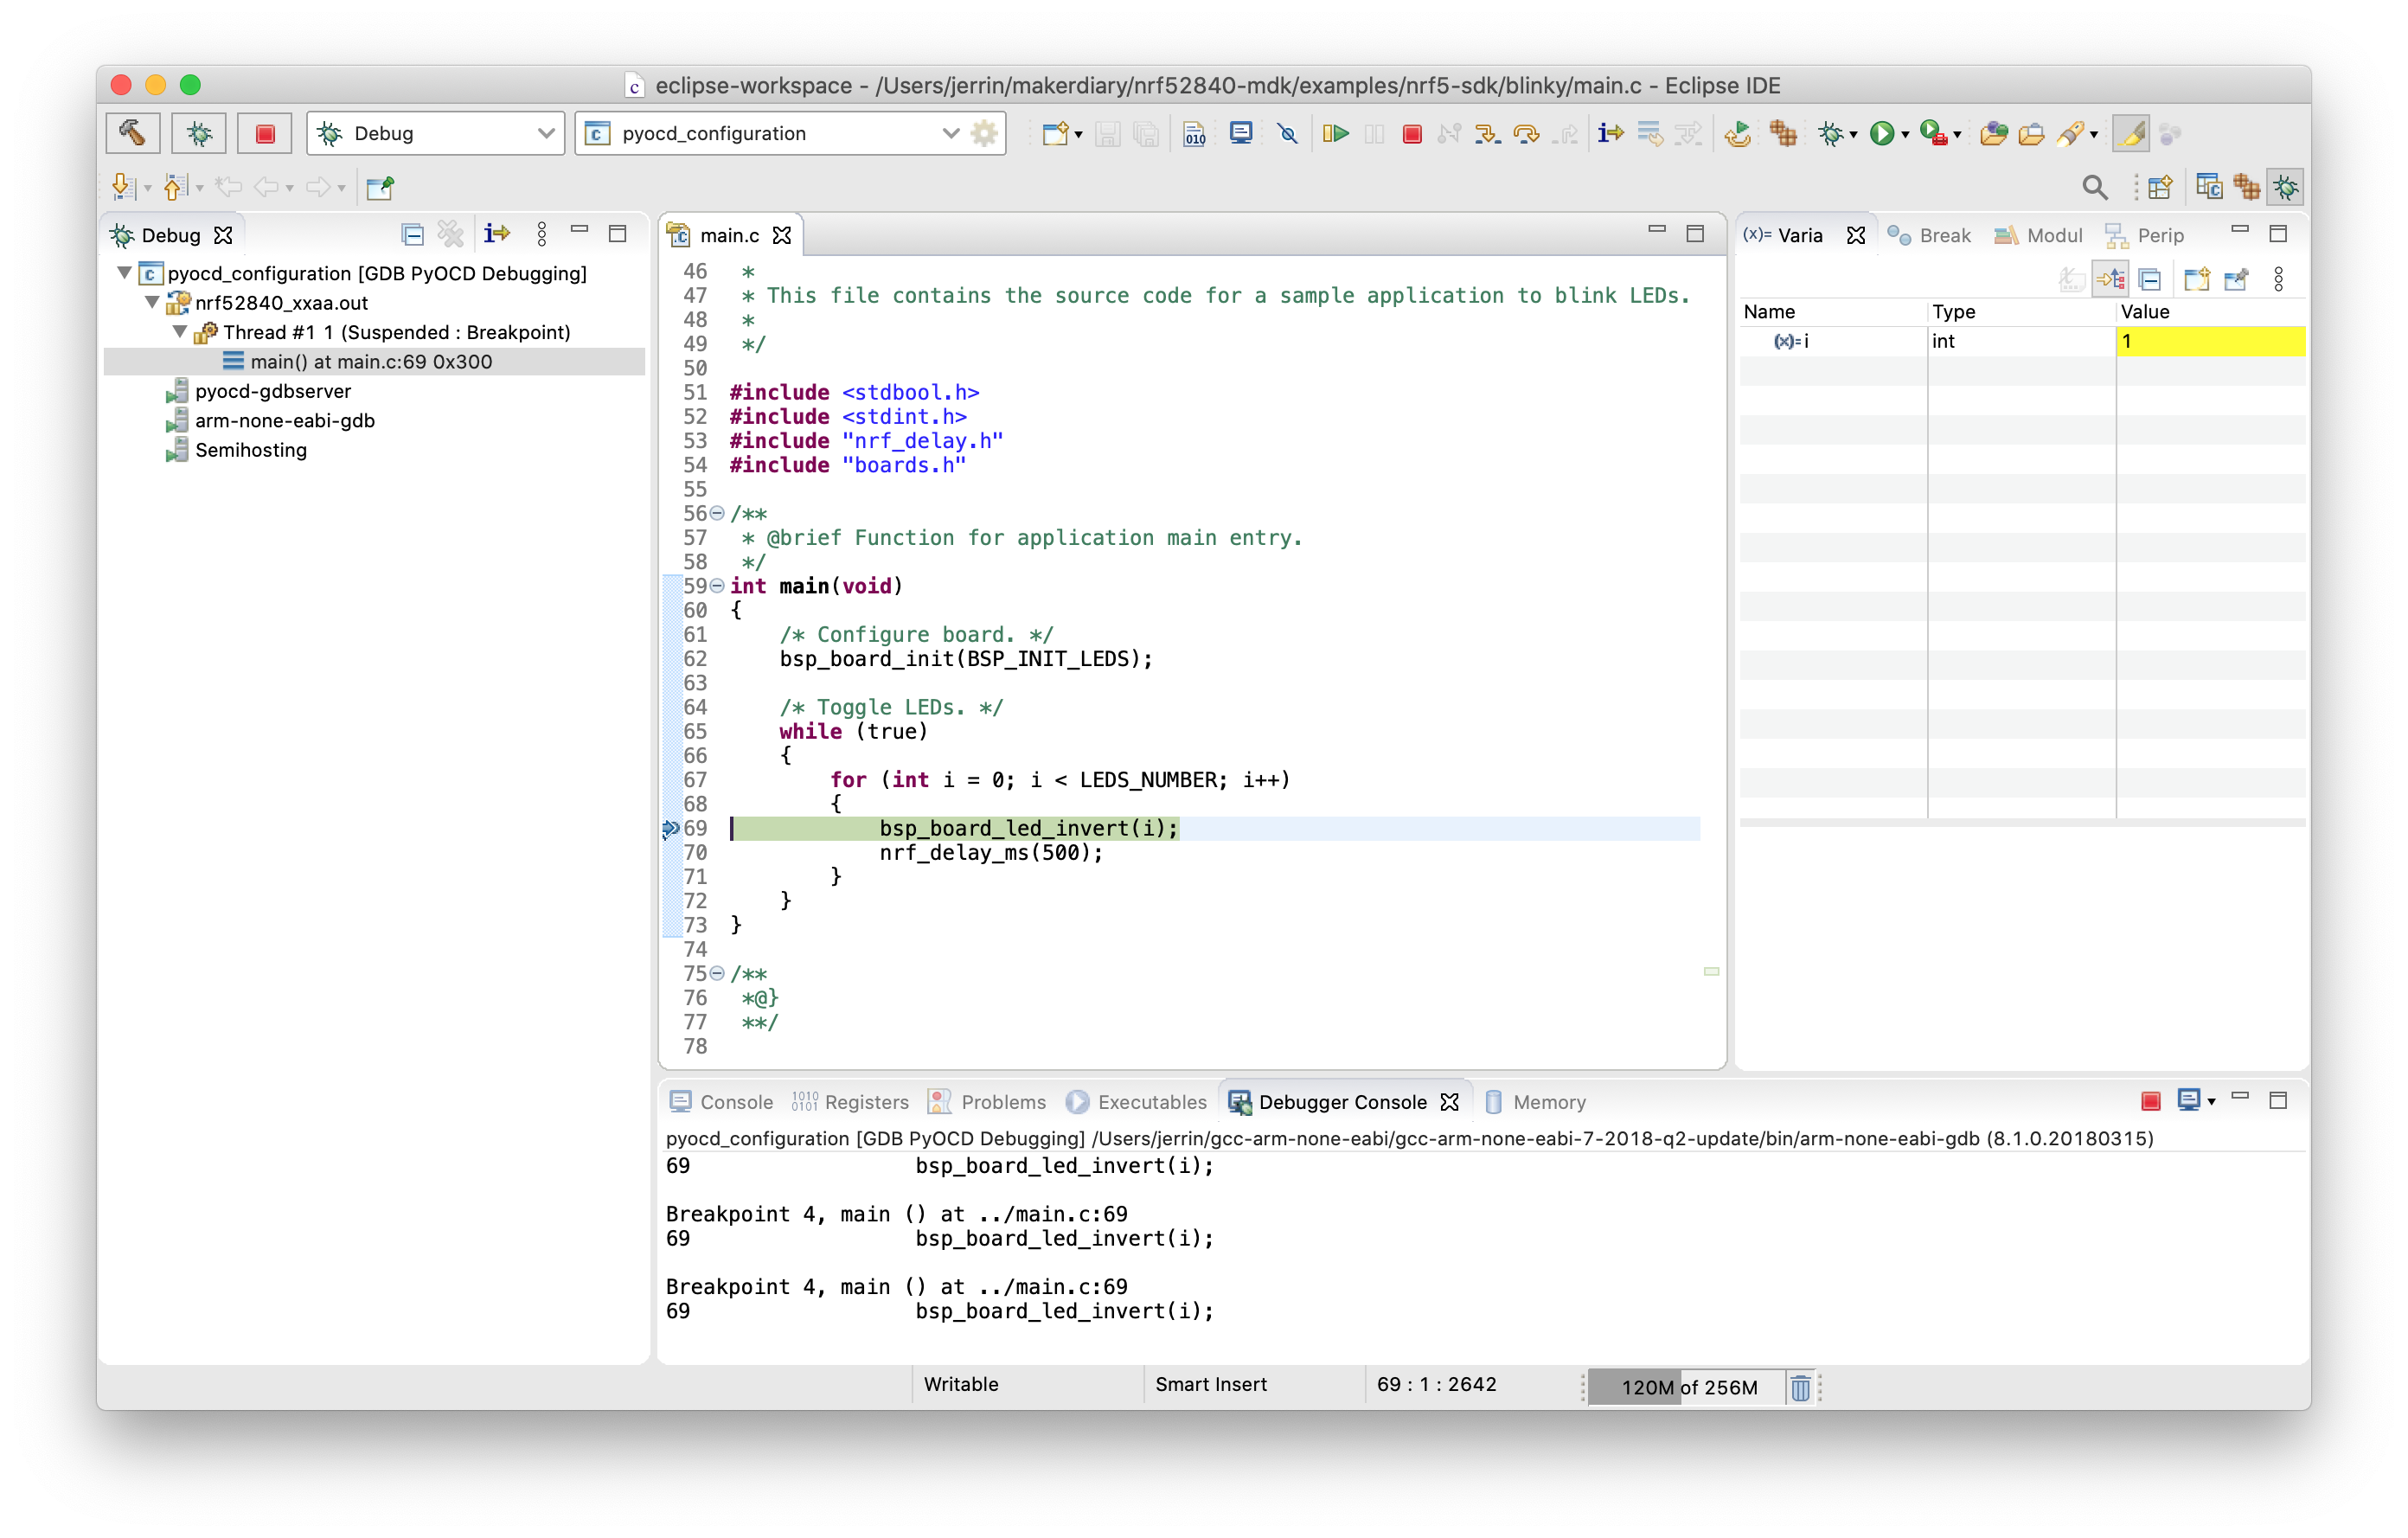 eclipse-workspace - /Users/jerrin/makerdiary/nrf52840-mdk/examples/nrf5-sdk/blinky/main.c - Eclipse IDE
Debug
pyocd_configuration
Debug
pyocd_configuration [GDB PyOCD Debugging]
nrf52840_xxaa.out
Thread #1 1 (Suspended : Breakpoint)
main() at main.c:69 0x300
pyocd-gdbserver
arm-none-eabi-gdb
Semihosting
main.c
46 *
47 * This file contains the source code for a sample application to blink LEDs.
48 *
49 */
50
51 #include <stdbool.h>
52 #include <stdint.h>
53 #include "nrf_delay.h"
54 #include "boards.h"
55
56 /**
57 * @brief Function for application main entry.
58 */
59 int main(void)
60 {
61 /* Configure board. */
62 bsp_board_init(BSP_INIT_LEDS);
63
64 /* Toggle LEDs. */
65 while (true)
66 {
67 for (int i = 0; i < LEDS_NUMBER; i++)
68 {
69 bsp_board_led_invert(i);
70 nrf_delay_ms(500);
71 }
72 }
73 }
74
75 /**
76 *@}
77 **/
78
(x)= Varia Break Modul Perip
Name Type Value
(x)= i int 1
Console Registers Problems Executables Debugger Console Memory
pyocd_configuration [GDB PyOCD Debugging] /Users/jerrin/gcc-arm-none-eabi/gcc-arm-none-eabi-7-2018-q2-update/bin/arm-none-eabi-gdb (8.1.0.20180315)
69 bsp_board_led_invert(i);
Breakpoint 4, main () at ../main.c:69
69 bsp_board_led_invert(i);
Breakpoint 4, main () at ../main.c:69
69 bsp_board_led_invert(i);
Writable Smart Insert 69 : 1 : 2642 120M of 256M